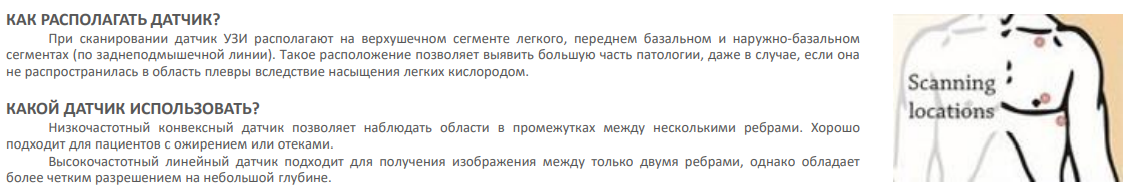 КАК РАСПОЛАГАТЬ ДАТЧИК?
При сканировании датчик УЗИ располагают на верхушечном сегменте легкого, переднем базальном и наружно-базальном
сегментах (по заднеподмышечной линии). Такое расположение позволяет выявить большую часть патологии, даже в случае, если она
не распространилась в область плевры вследствие насыщения легких кислородом.
КАКОЙ ДАТЧИК ИСПОЛЬЗОВАТЬ?
Низкочастотный конвексный датчик позволяет наблюдать области в промежутках между несколькими ребрами. Хорошо
подходит для пациентов с ожирением или отеками.
Высокочастотный линейный датчик подходит для получения изображения между только двумя ребрами, однако обладает
более четким разрешением на небольшой глубине.
Scanning
locations